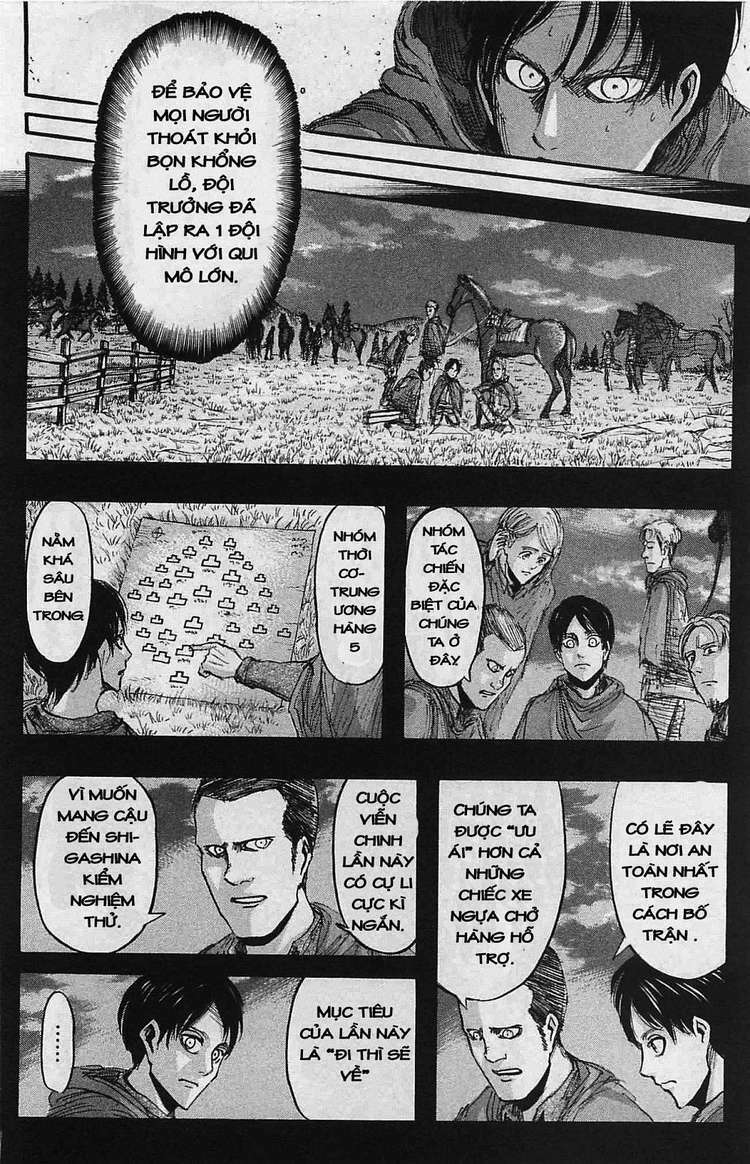 ĐỂ BẢO VỆ
MỌI NGƯỜI
THOÁT KHỎI
BỌN KHỔNG
LỒ, ĐỘI
TRƯỞNG ĐÃ
LẬP RA 1 ĐỘI
HÌNH VỚI QUI
MÔ LỚN.
NHÓM
TÁC
CHIẾN
ĐẶC
BIỆT CỦA
CHÚNG
TA Ở
ĐÂY.
NHÓM
THỜI
CƠ-
TRUNG
ƯƠNG
HÀNG
5
NẰM
KHÁ
SÂU
BÊN
TRONG.
CÓ LẼ ĐÂY
LÀ NƠI AN
TOÀN NHẤT
TRONG
CÁCH BỐ
TRẬN .
CHÚNG TA
ĐƯỢC "ƯU
ÁI" HƠN CẢ
NHỮNG
CHIẾC XE
NGỰA CHỞ
HÀNG HỖ
TRỢ.
CUỘC
VIỄN
CHINH
LẦN NÀY
CÓ CỰ LI
CỰC KÌ
NGẮN.
VÌ MUỐN
MANG CẬU
ĐẾN SHI-
GASHINA
KIỂM
NGHIỆM
THỬ.
MỤC TIÊU
CỦA LẦN NÀY
LÀ "ĐI THÌ SẼ
VỀ"
......